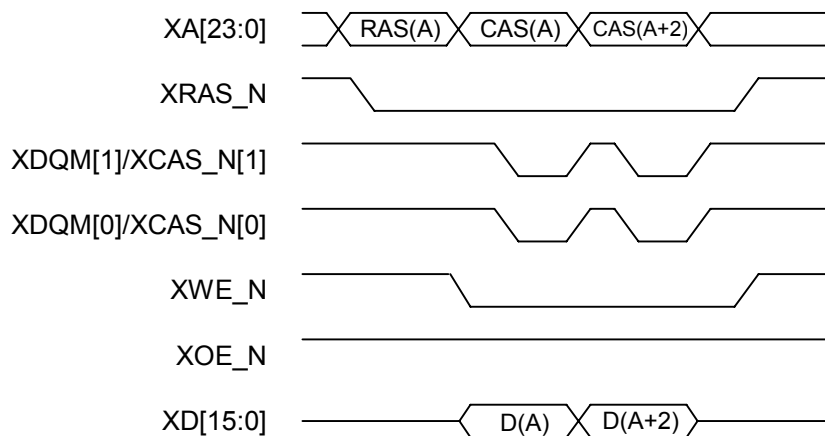 XA[23:0] RAS(A) CAS(A) CAS(A+2)
XRAS_N
XDQM[1]/XCAS_N[1]
XDQM[0]/XCAS_N[0]
XWE_N
XOE_N
XD[15:0] D(A) D(A+2)